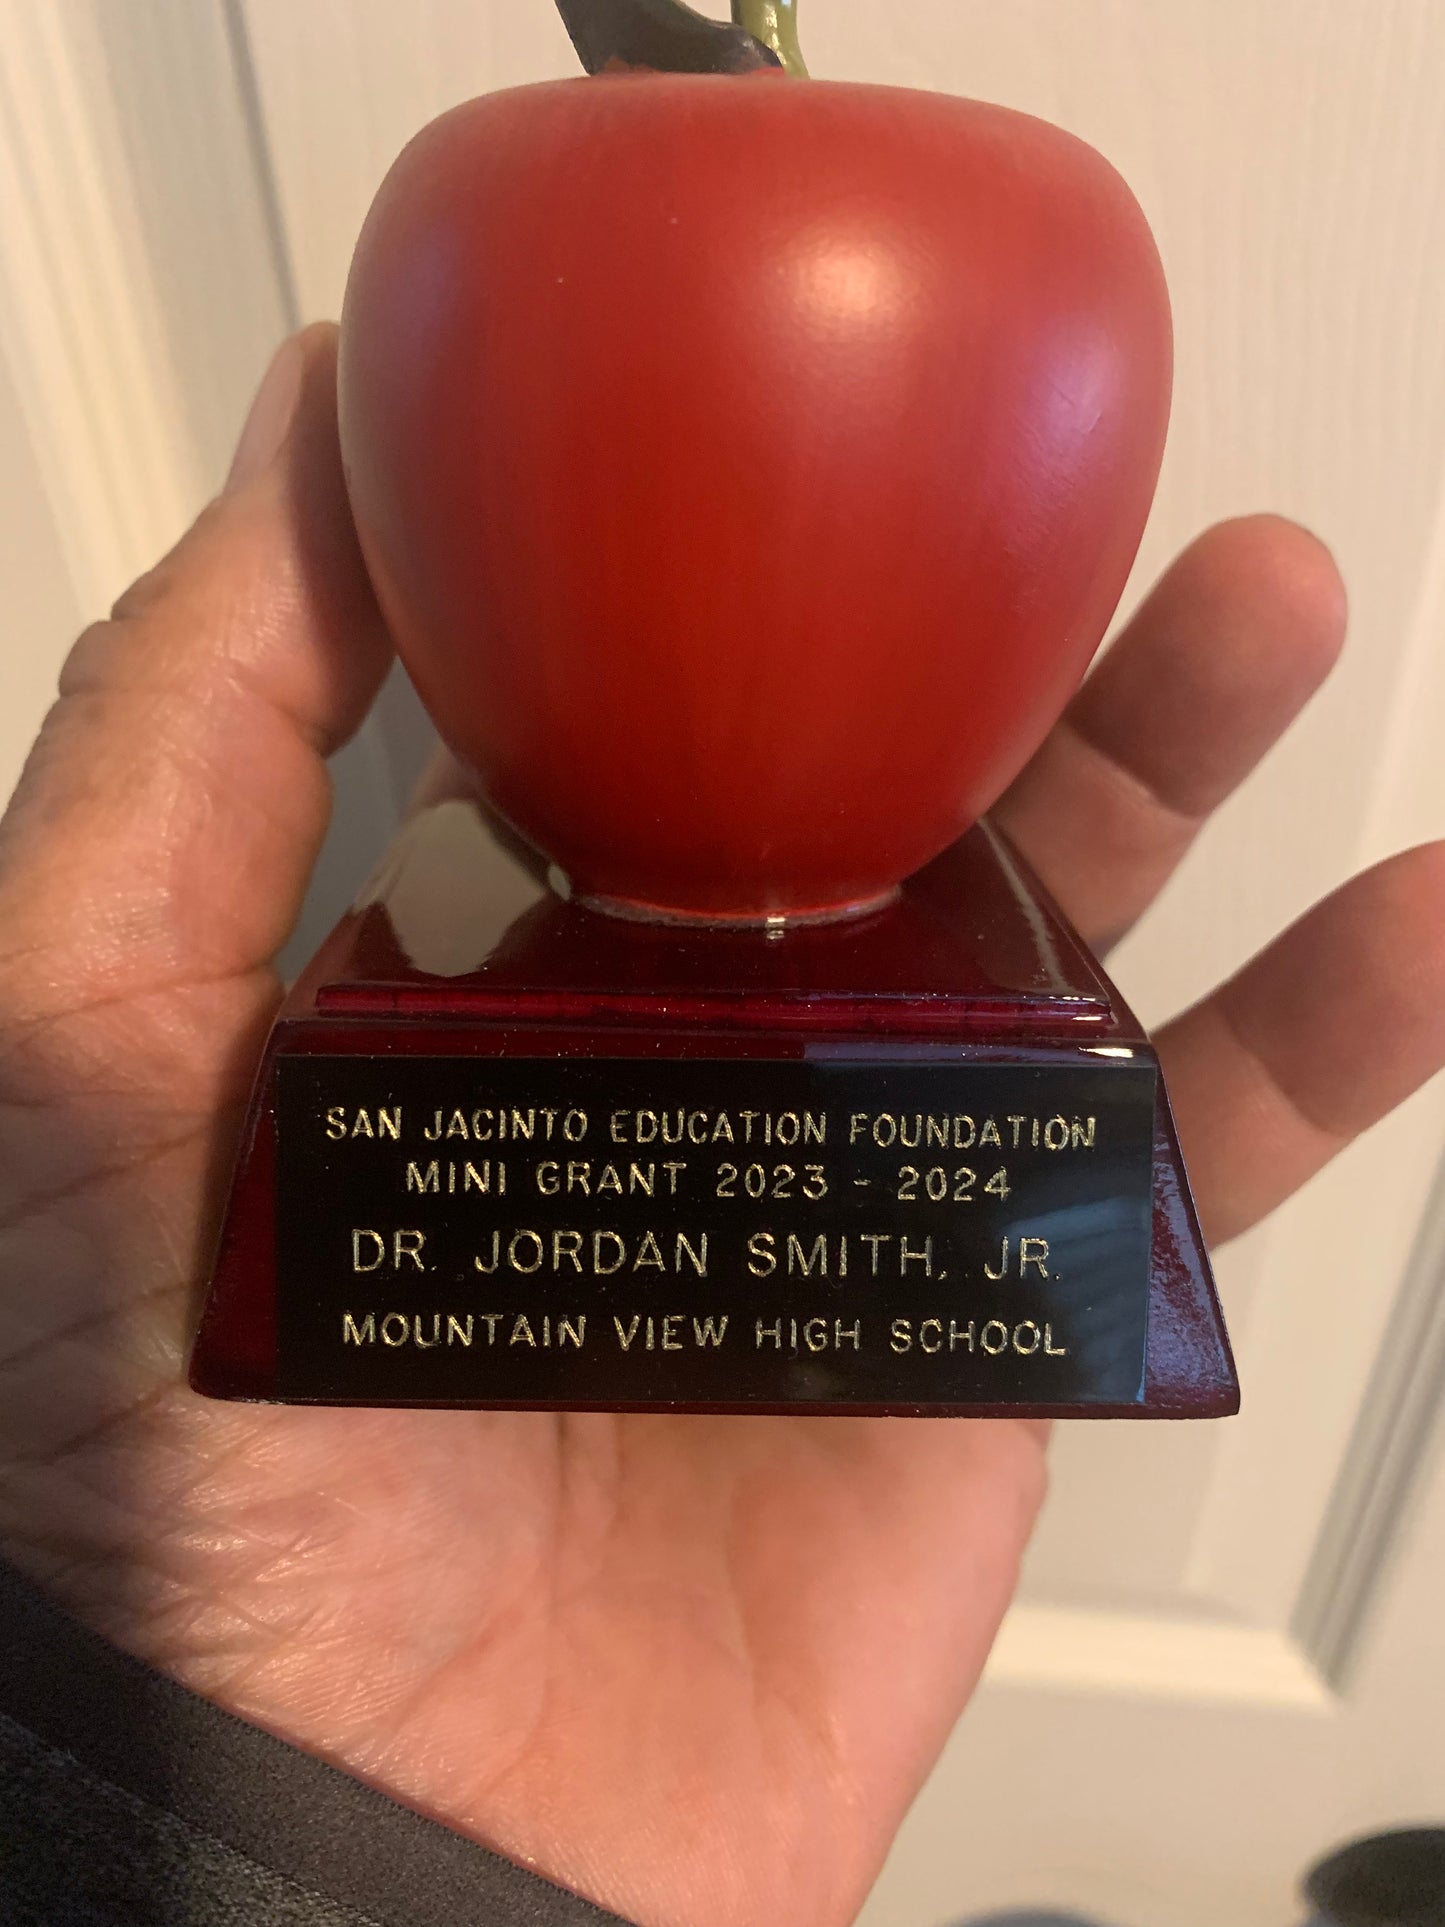 SAN JACINTO EDUCATION FOUNDATION
MINI GRANT 2023 - 2024
DR. JORDAN SMITH, JR.
MOUNTAIN VIEW HIGH SCHOOL